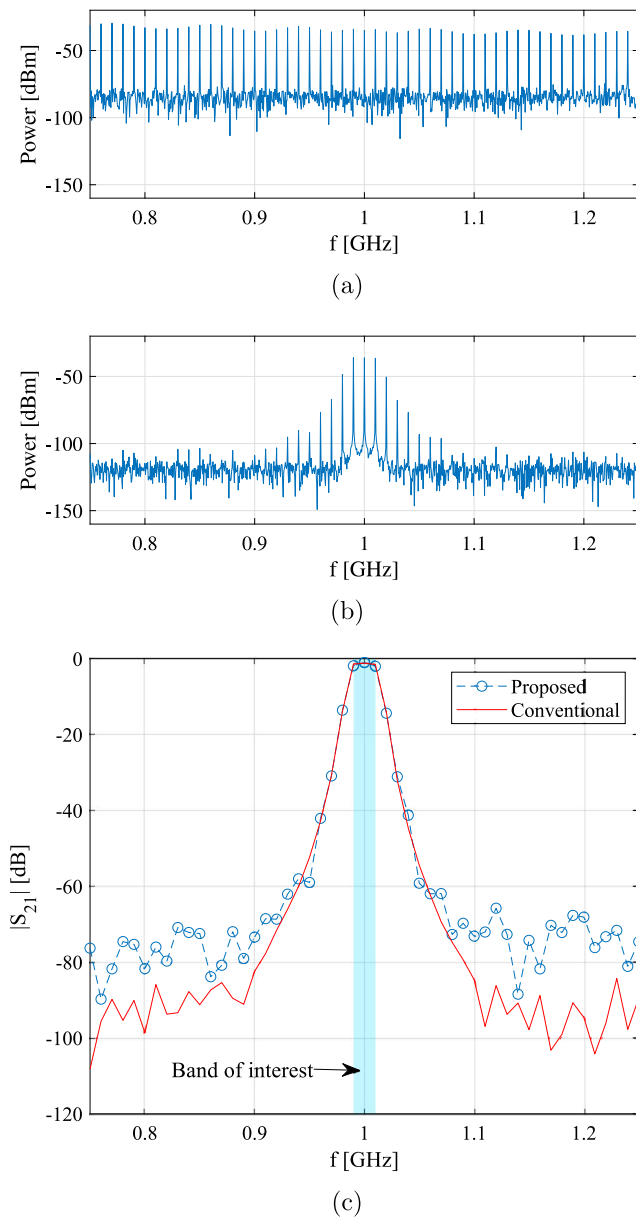 Power [dBm]
-50
-100
-150
0.8 0.9 1 1.1 1.2
f [GHz]
(a)
Power [dBm]
-50
-100
-150
0.8 0.9 1 1.1 1.2
f [GHz]
(b)
|S21| [dB]
0
-20
-40
-60
-80
-100
-120
Proposed
Conventional
Band of interest
0.8 0.9 1 1.1 1.2
f [GHz]
(c)